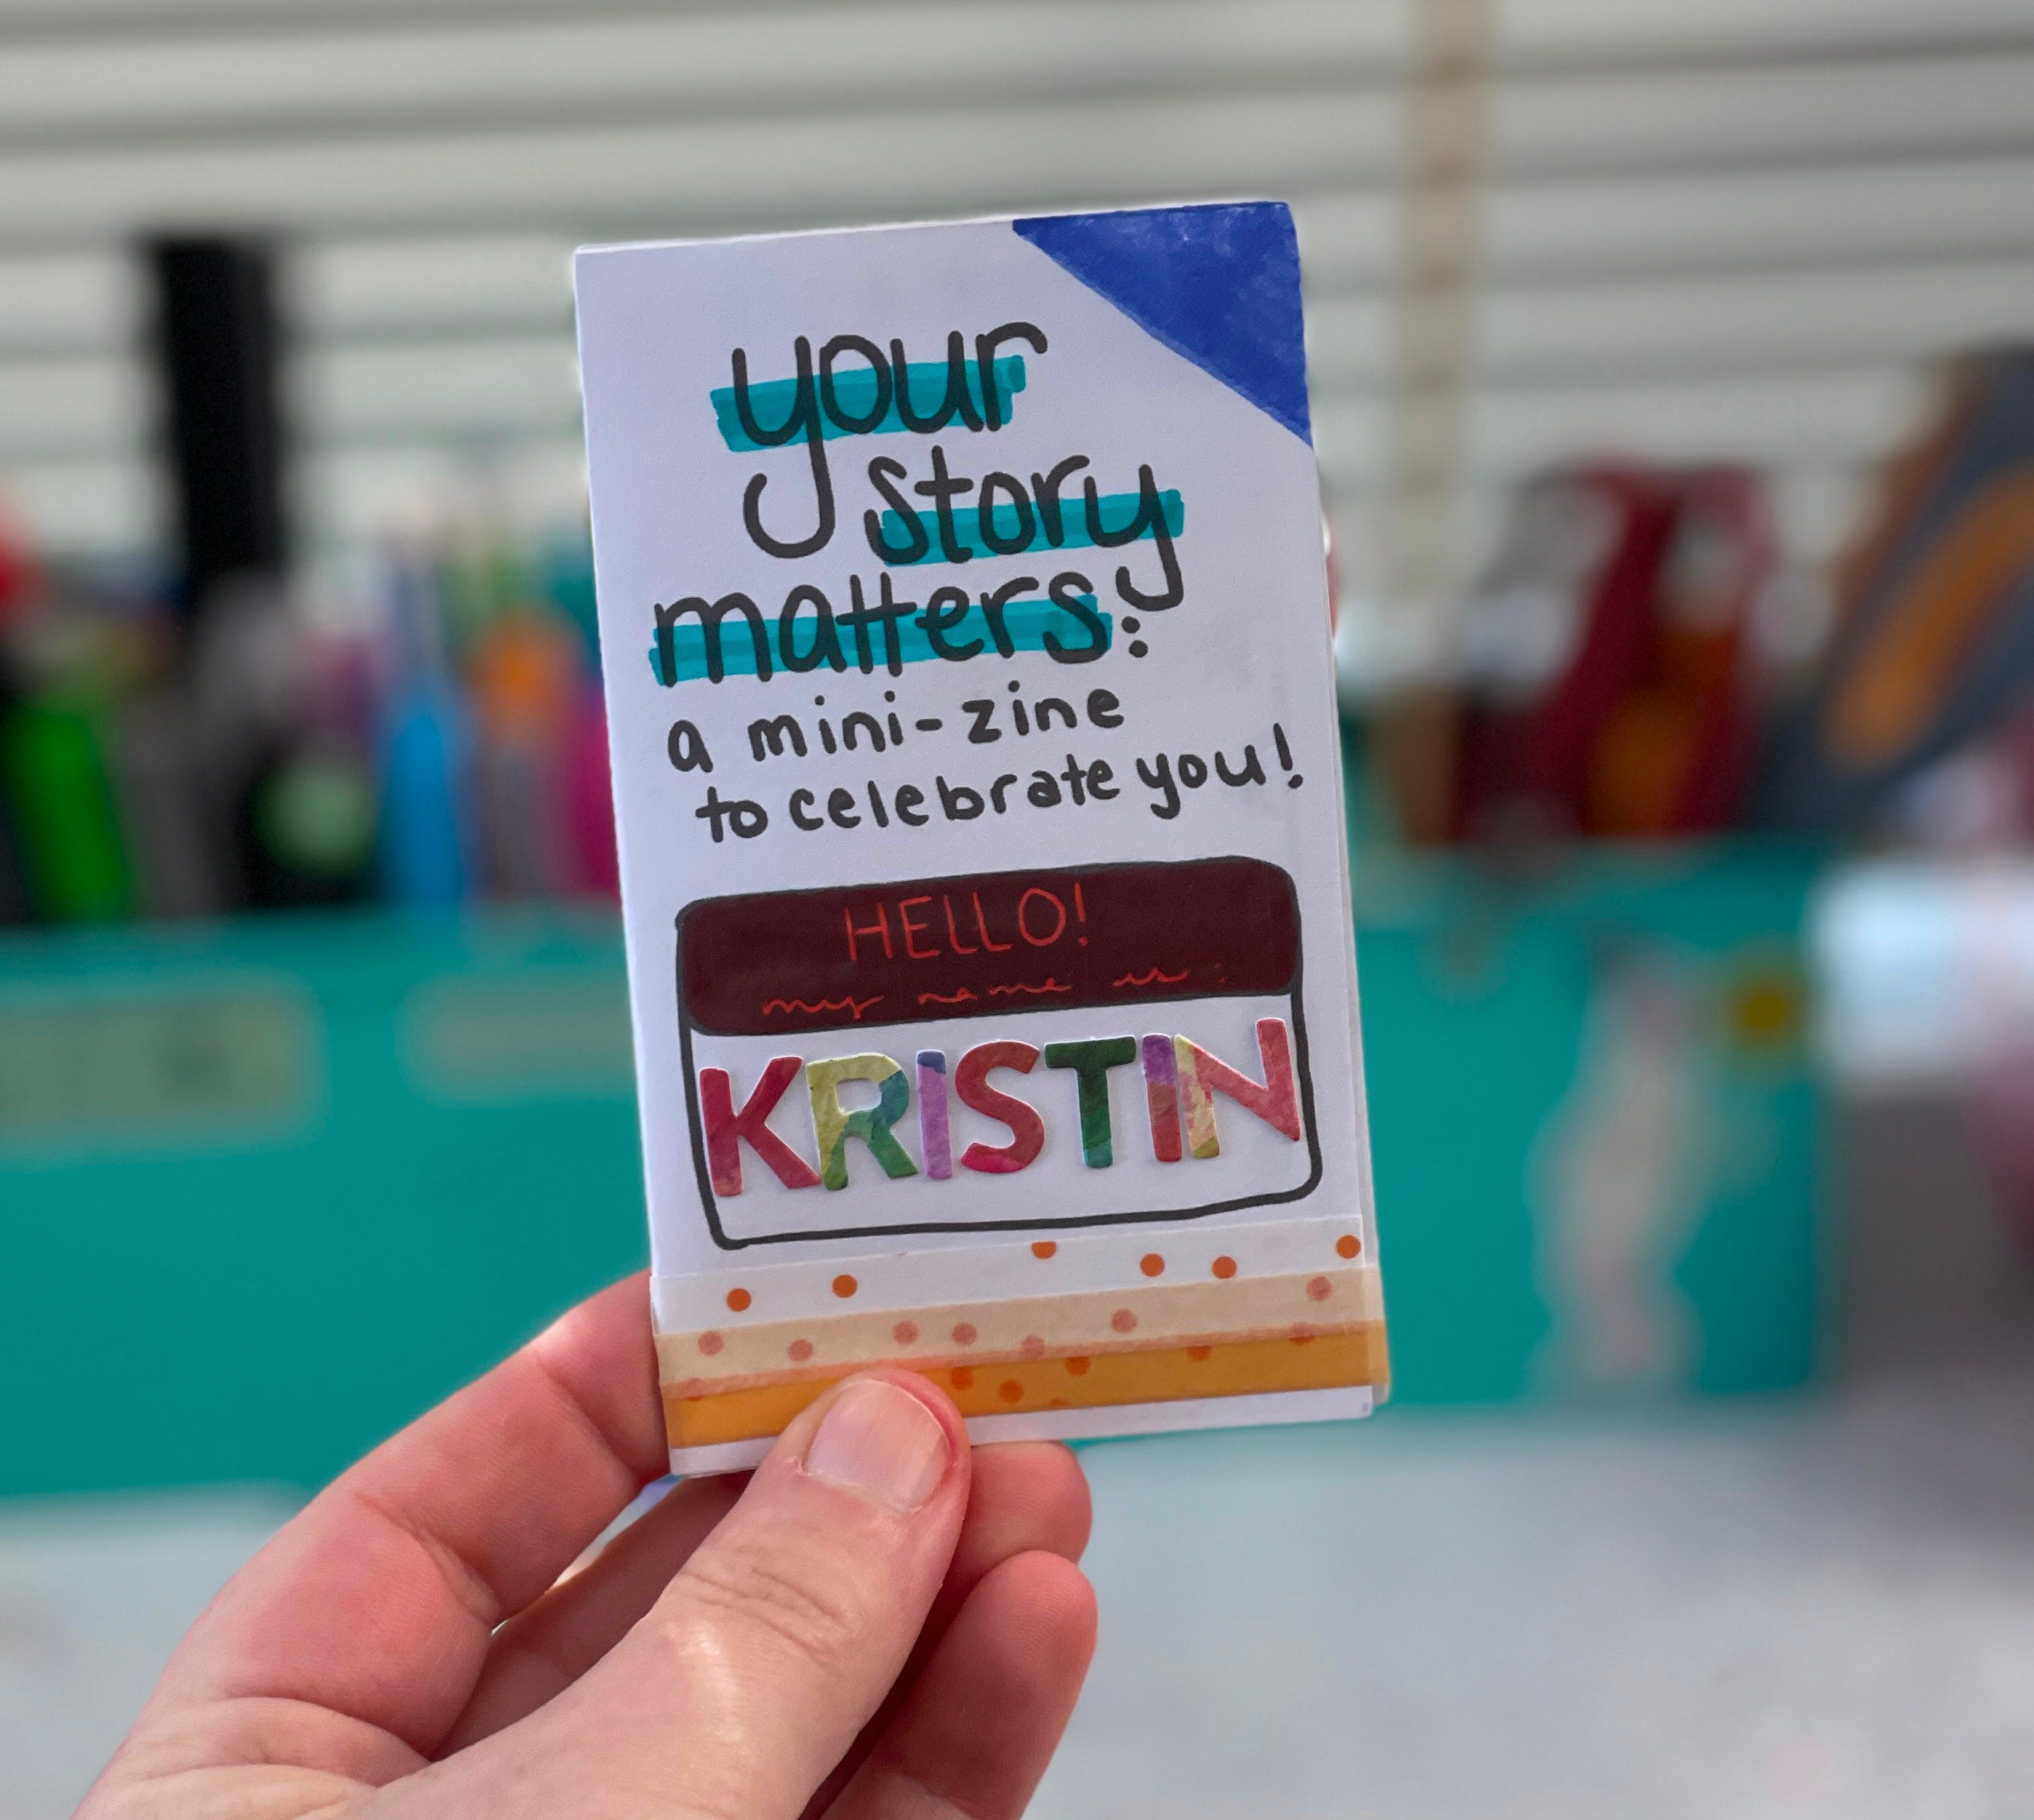 your
story
matters:
a mini-zine
to celebrate you!
HELLO!
my name is:
KRISTIN